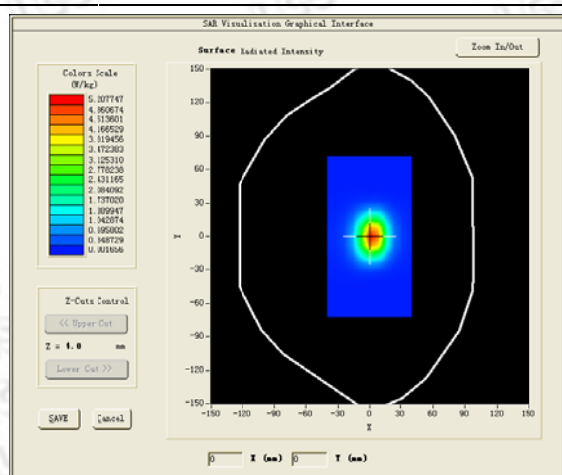 SAR Visualisation Graphical Interface
Surface Radiated Intensity
Zoom In/Out
Colors Scale
(W/kg)
5.207747
4.860674
4.513601
4.166529
3.819456
3.472383
3.125310
2.778238
2.431165
2.084092
1.737020
1.389947
1.042874
0.695802
0.348729
0.001656
Z-Cuts Control
<< Upper Cut
Z = 4.0 mm
Lower Cut >>
SAVE
Cancel
150
90
60
30
0
-30
-60
-90
-120
-150
Y
-150 -120 -90 -60 -30 0 30 60 90 120 150
X
0 X (mm) 0 Y (mm)